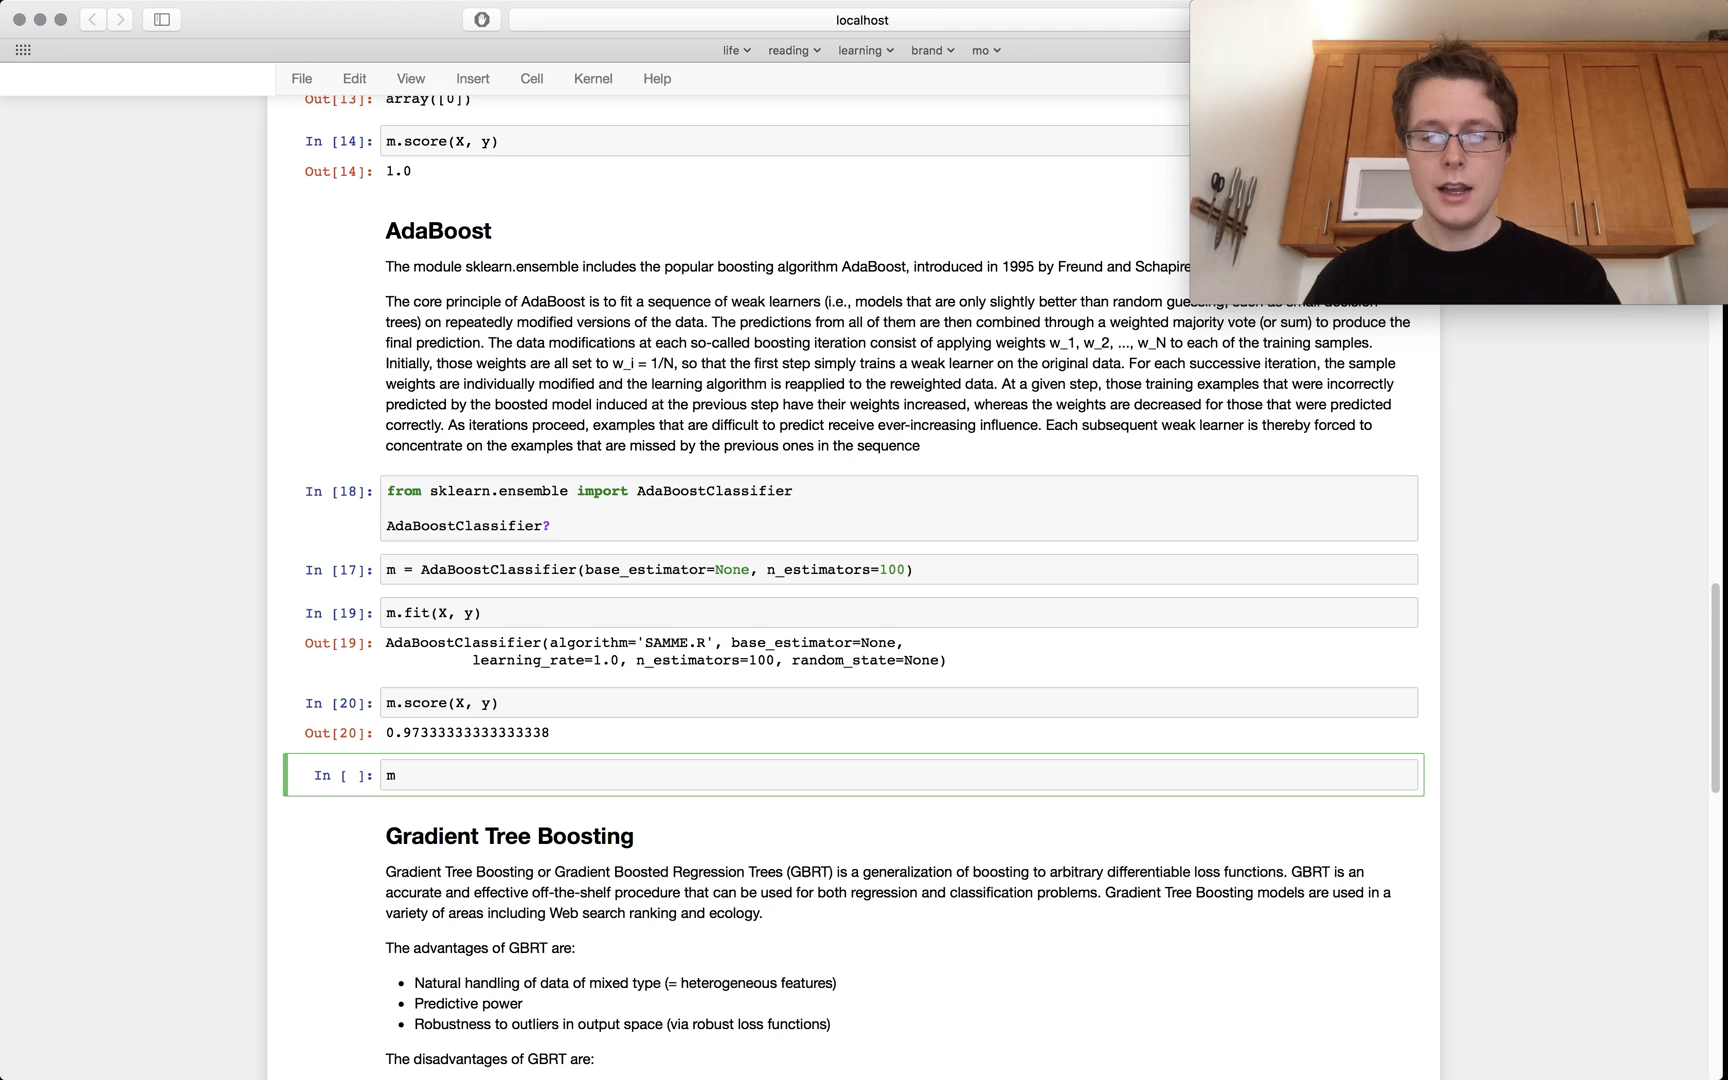 localhost
life reading learning brand mo
File Edit View Insert Cell Kernel Help
Out[13]: array([0])
In [14]: m.score(X, y)
Out[14]: 1.0
AdaBoost
The module sklearn.ensemble includes the popular boosting algorithm AdaBoost, introduced in 1995 by Freund and Schapire
The core principle of AdaBoost is to fit a sequence of weak learners (i.e., models that are only slightly better than random guessing, such as small decision
trees) on repeatedly modified versions of the data. The predictions from all of them are then combined through a weighted majority vote (or sum) to produce the
final prediction. The data modifications at each so-called boosting iteration consist of applying weights w_1, w_2, ..., w_N to each of the training samples.
Initially, those weights are all set to w_i = 1/N, so that the first step simply trains a weak learner on the original data. For each successive iteration, the sample
weights are individually modified and the learning algorithm is reapplied to the reweighted data. At a given step, those training examples that were incorrectly
predicted by the boosted model induced at the previous step have their weights increased, whereas the weights are decreased for those that were predicted
correctly. As iterations proceed, examples that are difficult to predict receive ever-increasing influence. Each subsequent weak learner is thereby forced to
concentrate on the examples that are missed by the previous ones in the sequence
In [18]: from sklearn.ensemble import AdaBoostClassifier
AdaBoostClassifier?
In [17]: m = AdaBoostClassifier(base_estimator=None, n_estimators=100)
In [19]: m.fit(X, y)
Out[19]: AdaBoostClassifier(algorithm='SAMME.R', base_estimator=None,
learning_rate=1.0, n_estimators=100, random_state=None)
In [20]: m.score(X, y)
Out[20]: 0.97333333333333338
In [ ]: m
Gradient Tree Boosting
Gradient Tree Boosting or Gradient Boosted Regression Trees (GBRT) is a generalization of boosting to arbitrary differentiable loss functions. GBRT is an
accurate and effective off-the-shelf procedure that can be used for both regression and classification problems. Gradient Tree Boosting models are used in a
variety of areas including Web search ranking and ecology.
The advantages of GBRT are:
• Natural handling of data of mixed type (= heterogeneous features)
• Predictive power
• Robustness to outliers in output space (via robust loss functions)
The disadvantages of GBRT are: